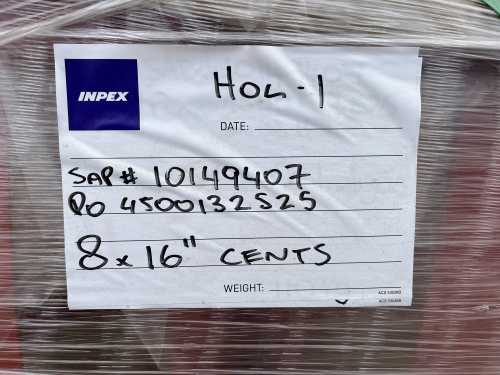 INPEX
HOL-1
DATE:
SAP# 10149407
PO 4500132525
8 x 16" CENTS
WEIGHT: